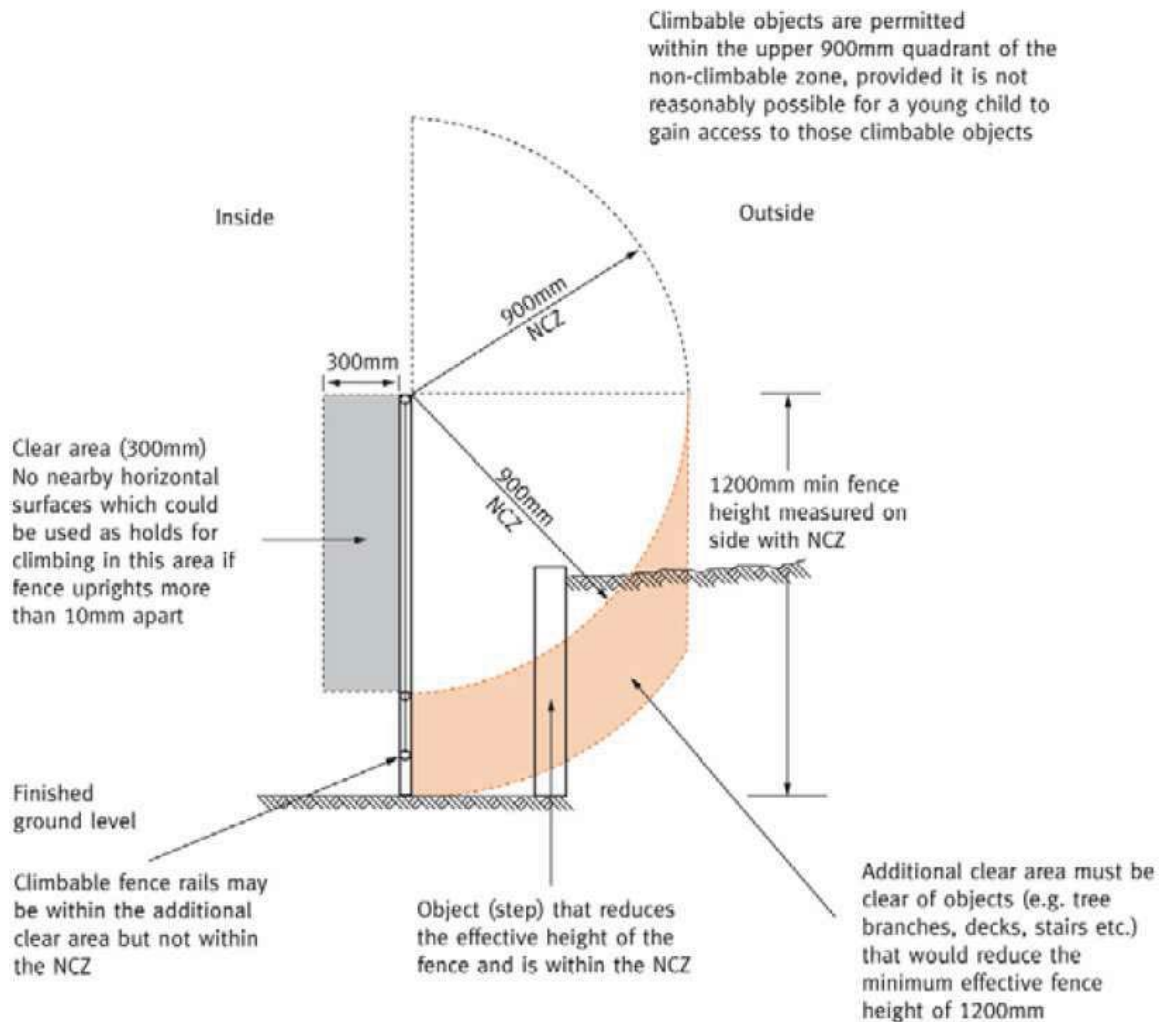 Climbable objects are permitted
within the upper 900mm quadrant of the
non-climbable zone, provided it is not
reasonably possible for a young child to
gain access to those climbable objects
Inside
Outside
900mm
NCZ
300mm
Clear area (300mm)
No nearby horizontal
surfaces which could
be used as holds for
climbing in this area if
fence uprights more
than 10mm apart
900mm
NCZ
1200mm min fence
height measured on
side with NCZ
Finished
ground level
Climbable fence rails may
be within the additional
clear area but not within
the NCZ
Object (step) that reduces
the effective height of the
fence and is within the NCZ
Additional clear area must be
clear of objects (e.g. tree
branches, decks, stairs etc.)
that would reduce the
minimum effective fence
height of 1200mm